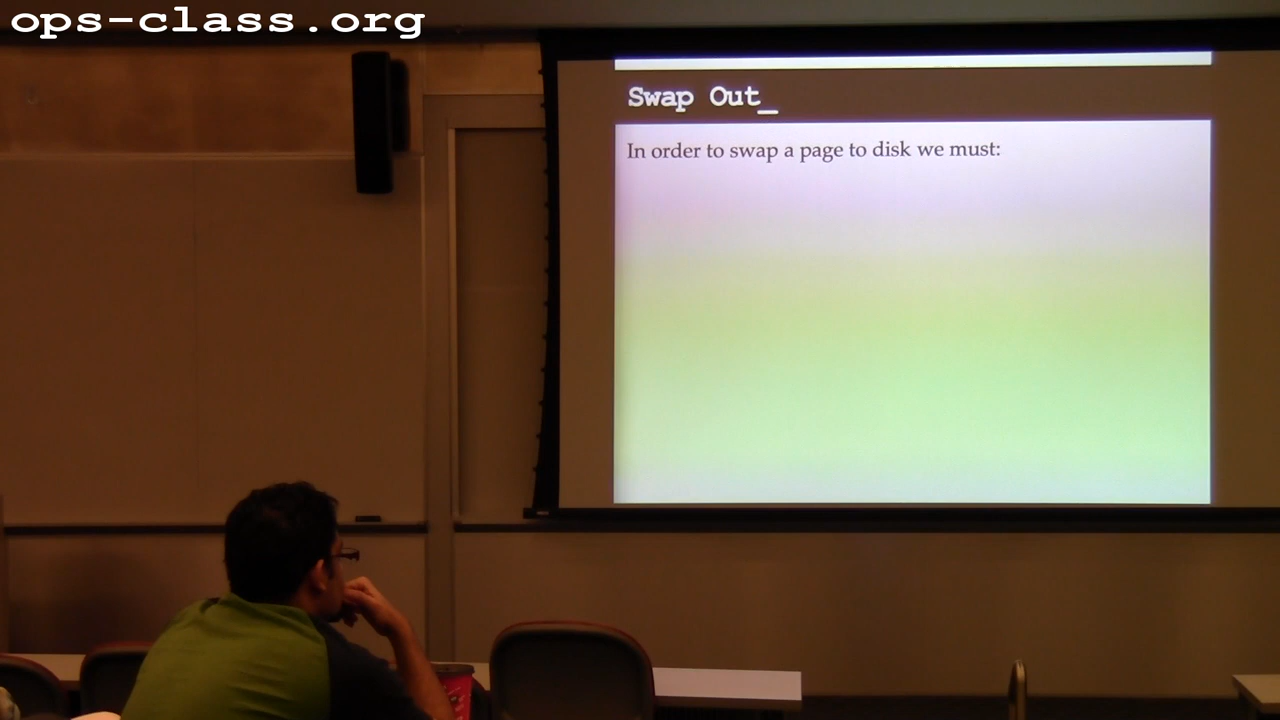 ops-class.org
Swap Out_
In order to swap a page to disk we must: